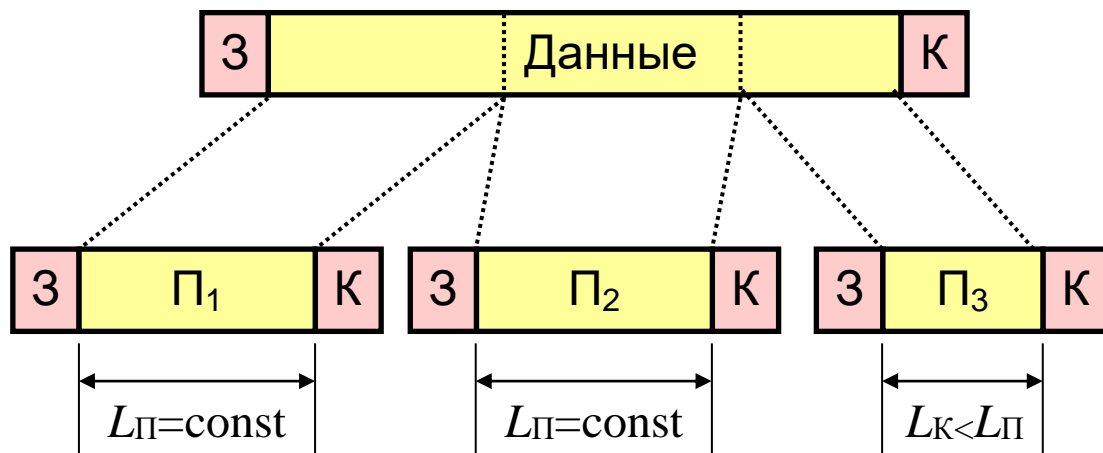 З Данные К
З П₁ К З П₂ К З П₃ К
Lп=const Lп=const Lк<Lп